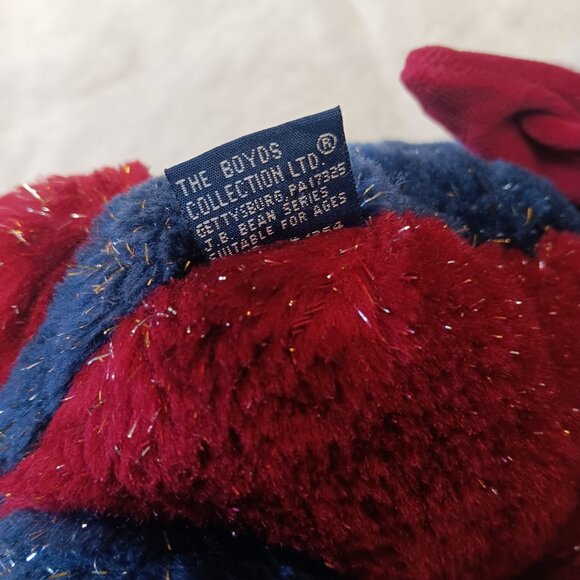 THE BOYDS
COLLECTION LTD.®
GETTYSBURG, PA 17325
J.B. BEAN SERIES
SUITABLE FOR AGES